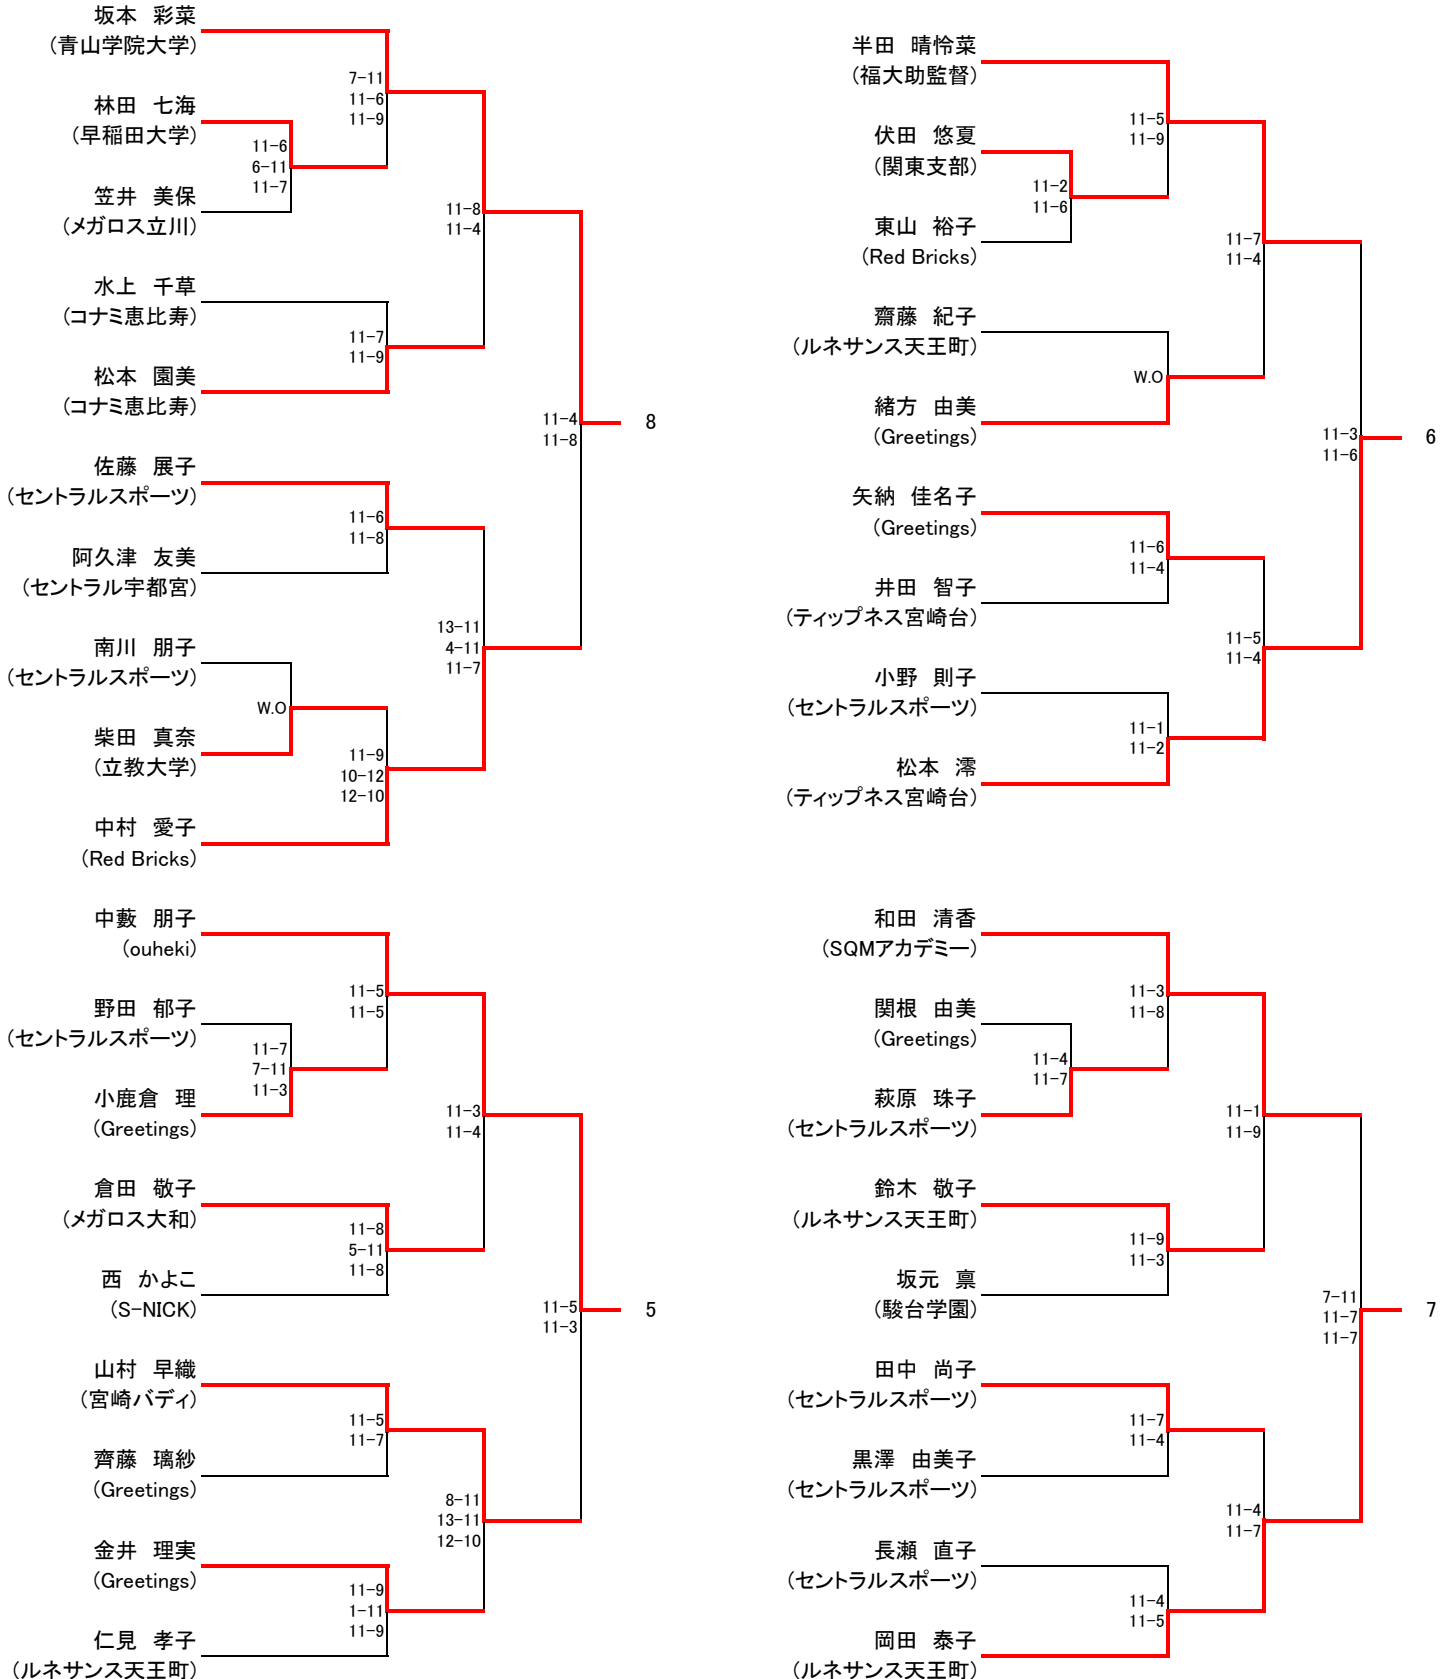 坂本 彩菜
(青山学院大学)
7-11
11-6
11-9
林田 七海
(早稲田大学)
11-6
6-11
11-7
笠井 美保
(メガロス立川)
11-8
11-4
水上 千草
(コナミ恵比寿)
11-7
11-9
松本 園美
(コナミ恵比寿)
11-4
11-8
8
佐藤 展子
(セントラルスポーツ)
11-6
11-8
阿久津 友美
(セントラル宇都宮)
13-11
4-11
11-7
南川 朋子
(セントラルスポーツ)
W.O
柴田 真奈
(立教大学)
11-9
10-12
12-10
中村 愛子
(Red Bricks)
半田 晴怜菜
(福大助監督)
11-5
11-9
伏田 悠夏
(関東支部)
11-2
11-6
東山 裕子
(Red Bricks)
11-7
11-4
齋藤 紀子
(ルネサンス天王町)
W.O
緒方 由美
(Greetings)
11-3
11-6
6
矢納 佳名子
(Greetings)
11-6
11-4
井田 智子
(ティップネス宮崎台)
11-5
11-4
小野 則子
(セントラルスポーツ)
11-1
11-2
松本 澪
(ティップネス宮崎台)
中藪 朋子
(ouheki)
11-5
11-5
野田 郁子
(セントラルスポーツ)
11-7
7-11
11-3
小鹿倉 理
(Greetings)
11-3
11-4
倉田 敬子
(メガロス大和)
11-8
5-11
11-8
西 かよこ
(S-NICK)
11-5
11-3
5
山村 早織
(宮崎バディ)
11-5
11-7
齊藤 璃紗
(Greetings)
8-11
13-11
12-10
金井 理実
(Greetings)
11-9
1-11
11-9
仁見 孝子
(ルネサンス天王町)
和田 清香
(SQMアカデミー)
11-3
11-8
関根 由美
(Greetings)
11-4
11-7
萩原 珠子
(セントラルスポーツ)
11-1
11-9
鈴木 敬子
(ルネサンス天王町)
11-9
11-3
坂元 禀
(駿台学園)
7-11
11-7
11-7
7
田中 尚子
(セントラルスポーツ)
11-7
11-4
黒澤 由美子
(セントラルスポーツ)
11-4
11-7
長瀬 直子
(セントラルスポーツ)
11-4
11-5
岡田 泰子
(ルネサンス天王町)